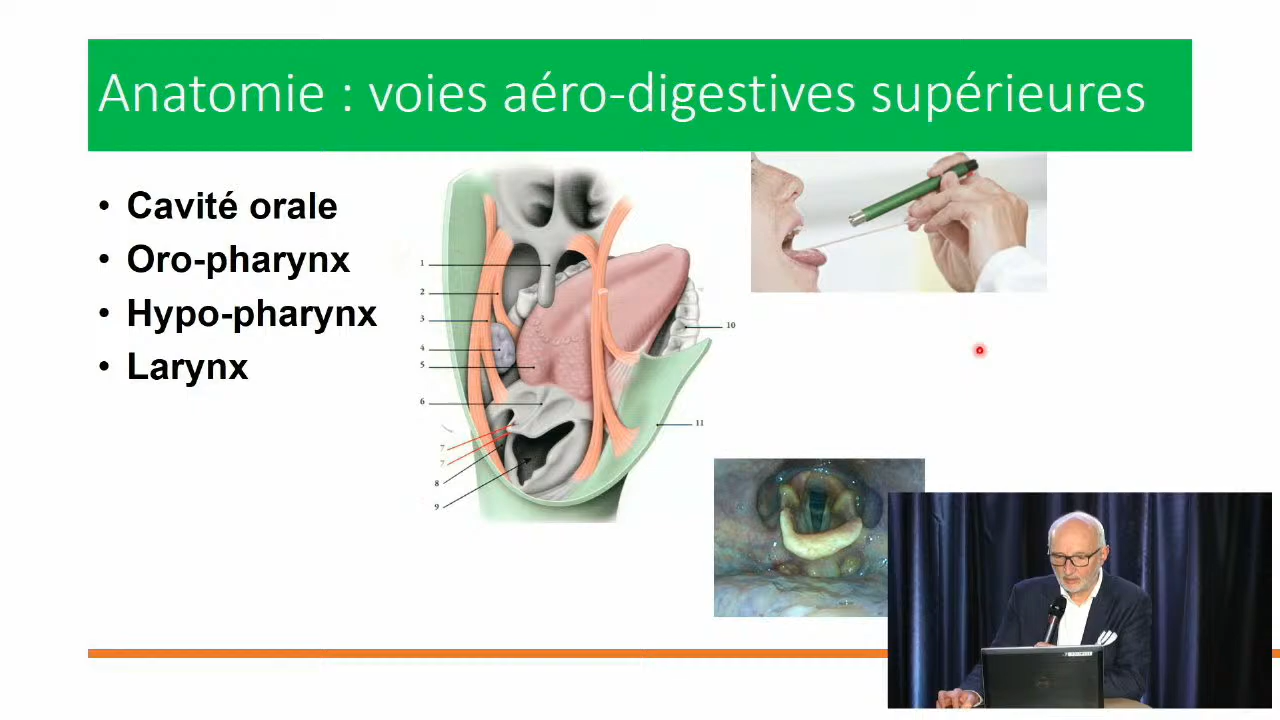 Anatomie : voies aéro-digestives supérieures
• Cavité orale
• Oro-pharynx
• Hypo-pharynx
• Larynx
1
2
3
4
5
6
7
7
8
9
10
11